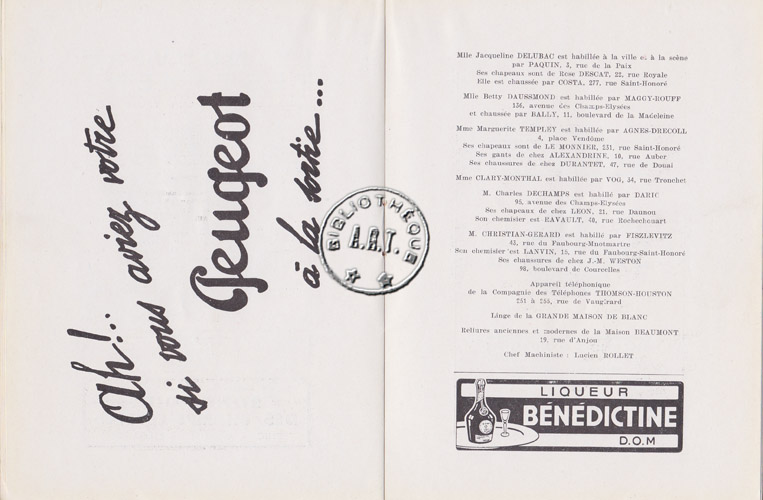 Ah!..
si vous aviez votre
Peugeot
à la sortie...
BIBLIOTHÈQUE
A.R.T.
Mlle Jacqueline DELUBAC est habillée à la ville et à la scène
par PAQUIN, 3, rue de la Paix
Ses chapeaux sont de Rose DESCAT, 22, rue Royale
Elle est chaussée par COSTA, 277, rue Saint-Honoré
Mlle Betty DAUSSMOND est habillée par MAGGY-ROUFF
136, avenue des Champs-Elysées
et chaussée par BALLY, 11, boulevard de la Madeleine
Mme Marguerite TEMPLEY est habillée par AGNES-DRECOLL
4, place Vendôme
Ses chapeaux sont de LE MONNIER, 231, rue Saint-Honoré
Ses gants de chez ALEXANDRINE, 10, rue Auber
Ses chaussures de chez DURANTET, 47, rue de Douai
Mme CLARY-MONTHAL est habillée par VOG, 34, rue Tronchet
M. Charles DECHAMPS est habillé par DARIC
95, avenue des Champs-Elysées
Ses chapeaux de chez LEON, 21, rue Daunou
Son chemisier est RAVAULT, 40, rue Rochechouart
M. CHRISTIAN-GERARD est habillé par FISZLEVITZ
43, rue du Faubourg-Mnotmartre
Son chemisier est LANVIN, 15, rue du Faubourg-Saint-Honoré
Ses chaussures de chez J.-M. WESTON
98, boulevard de Courcelles
Appareil téléphonique
de la Compagnie des Téléphones THOMSON-HOUSTON
251 à 255, rue de Vaugirard
Linge de la GRANDE MAISON DE BLANC
Reliures anciennes et modernes de la Maison BEAUMONT
19, rue d'Anjou
Chef Machiniste : Lucien ROLLET
LIQUEUR
BÉNÉDICTINE
D.O.M